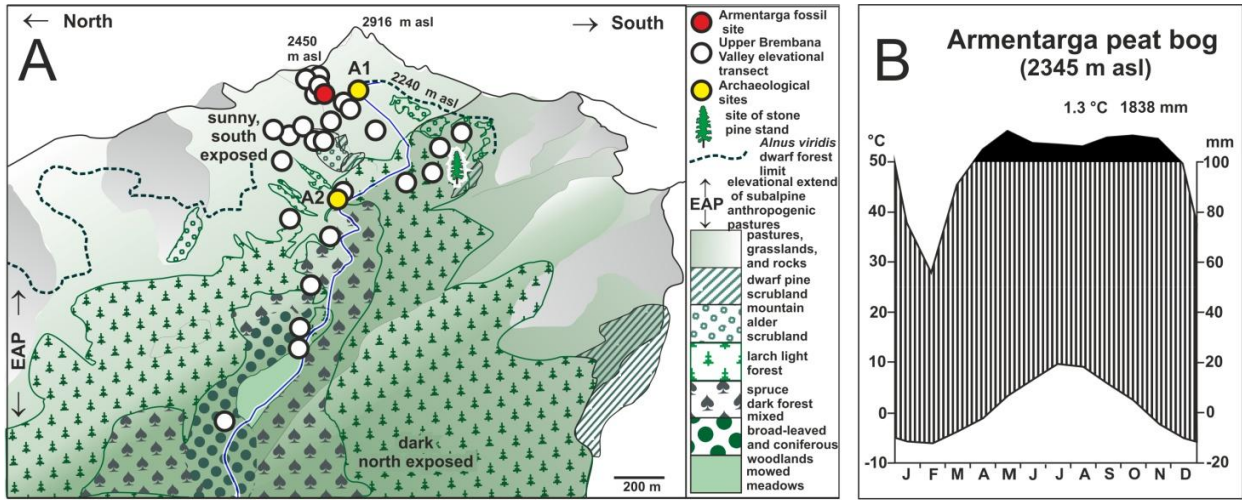 ← North
2916 m asl
→ South
A
2450
m asl
A1
2240 m asl
sunny,
south
exposed
A2
← EAP →
dark
north exposed
200 m
Armentarga fossil
site
Upper Brembana
Valley elevational
transect
Archaeological
sites
site of stone
pine stand
Alnus viridis
dwarf forest
limit
elevational extend
of subalpine
anthropogenic
pastures
EAP
pastures,
grasslands,
and rocks
dwarf pine
scrubland
mountain
alder
scrubland
larch light
forest
spruce
dark forest
mixed
broad-leaved
and coniferous
woodlands
mowed
meadows
B
Armentarga peat bog
(2345 m asl)
1.3 °C 1838 mm
°C
mm
50
100
40
80
30
60
20
40
10
20
0
0
-10
-20
J F M A M J J A S O N D